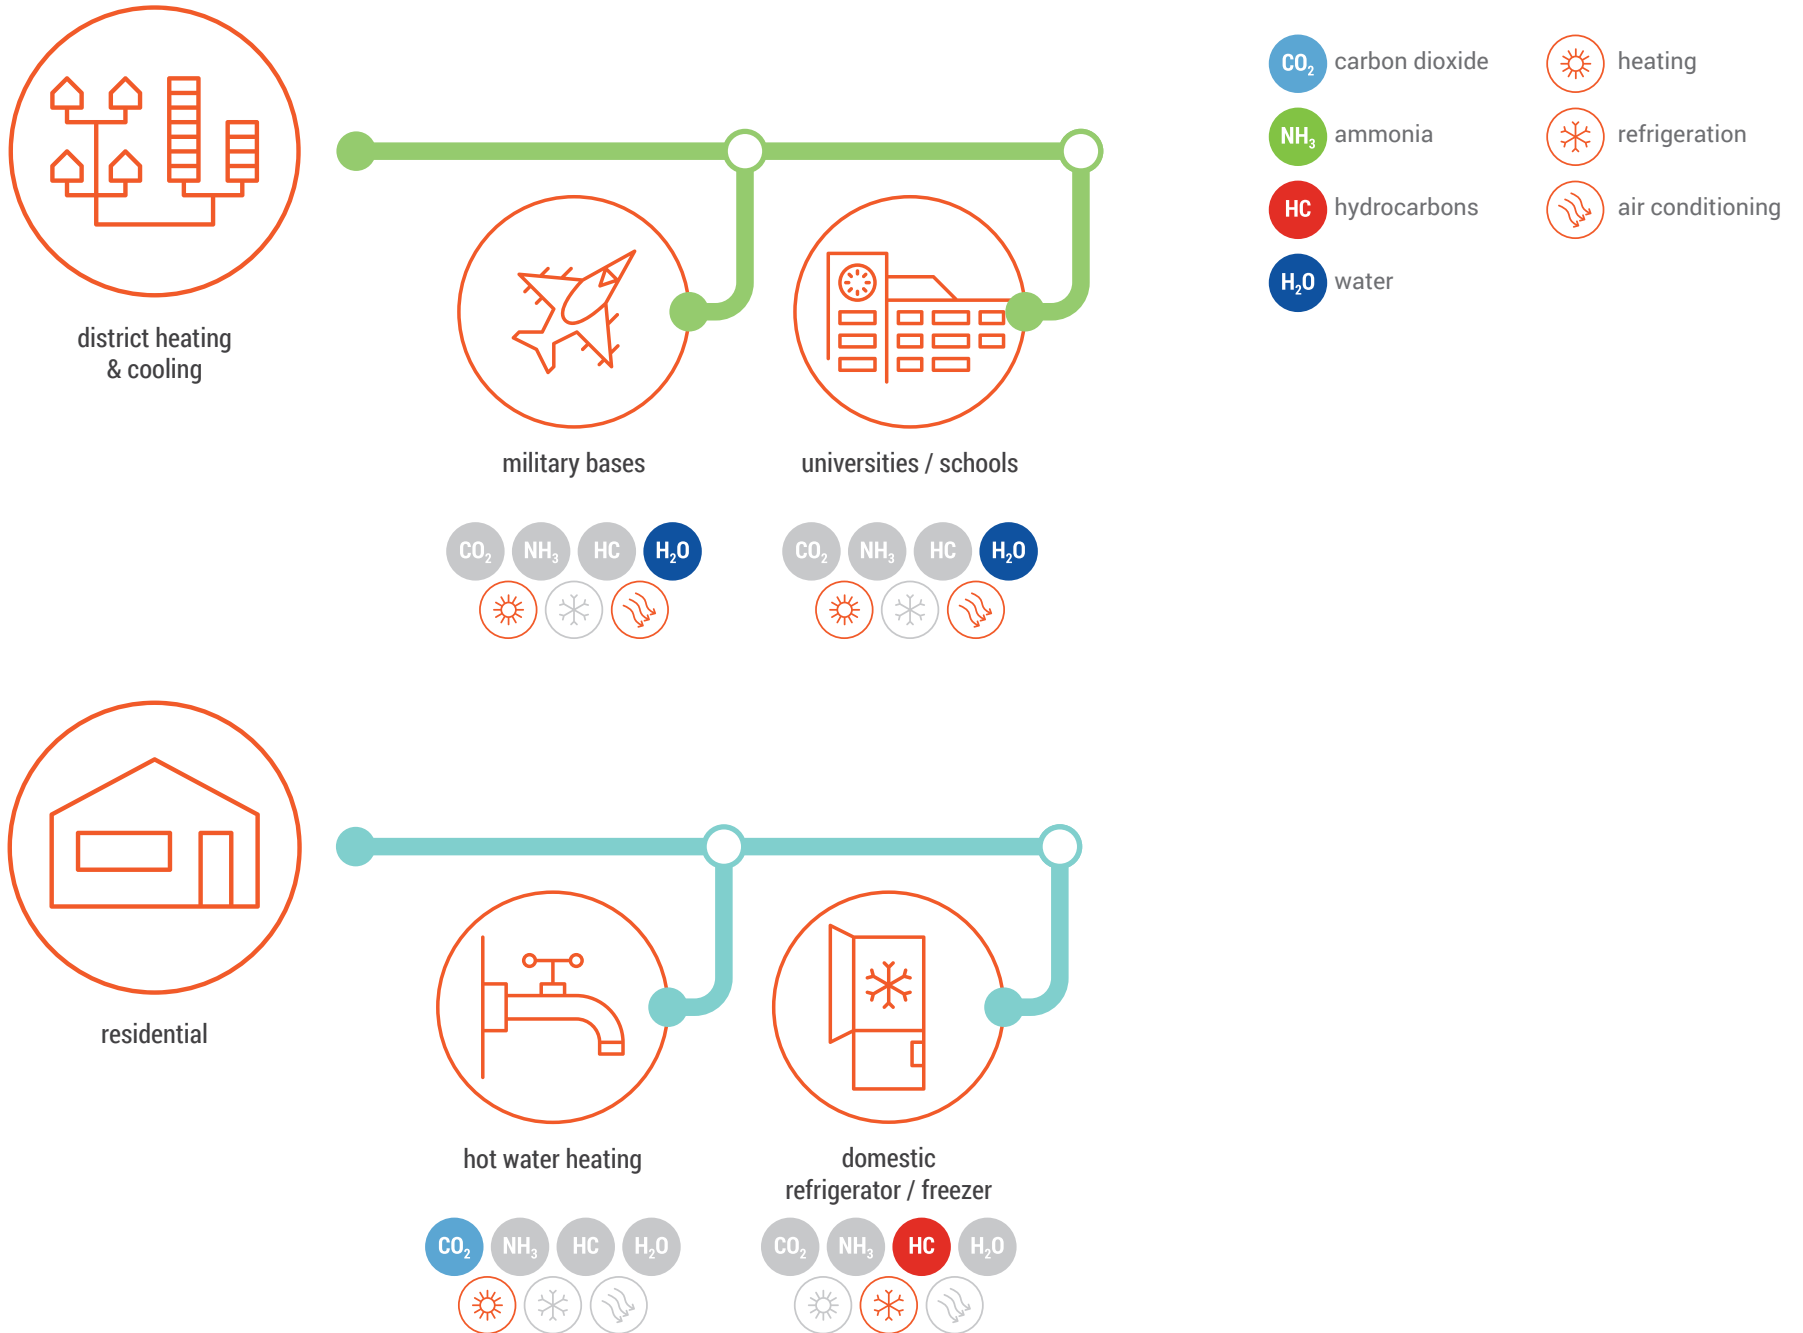 CO₂ carbon dioxide
heating
NH₃ ammonia
refrigeration
HC hydrocarbons
air conditioning
H₂O water
district heating
& cooling
military bases
universities / schools
CO₂ NH₃ HC H₂O
CO₂ NH₃ HC H₂O
residential
hot water heating
domestic
refrigerator / freezer
CO₂ NH₃ HC H₂O
CO₂ NH₃ HC H₂O